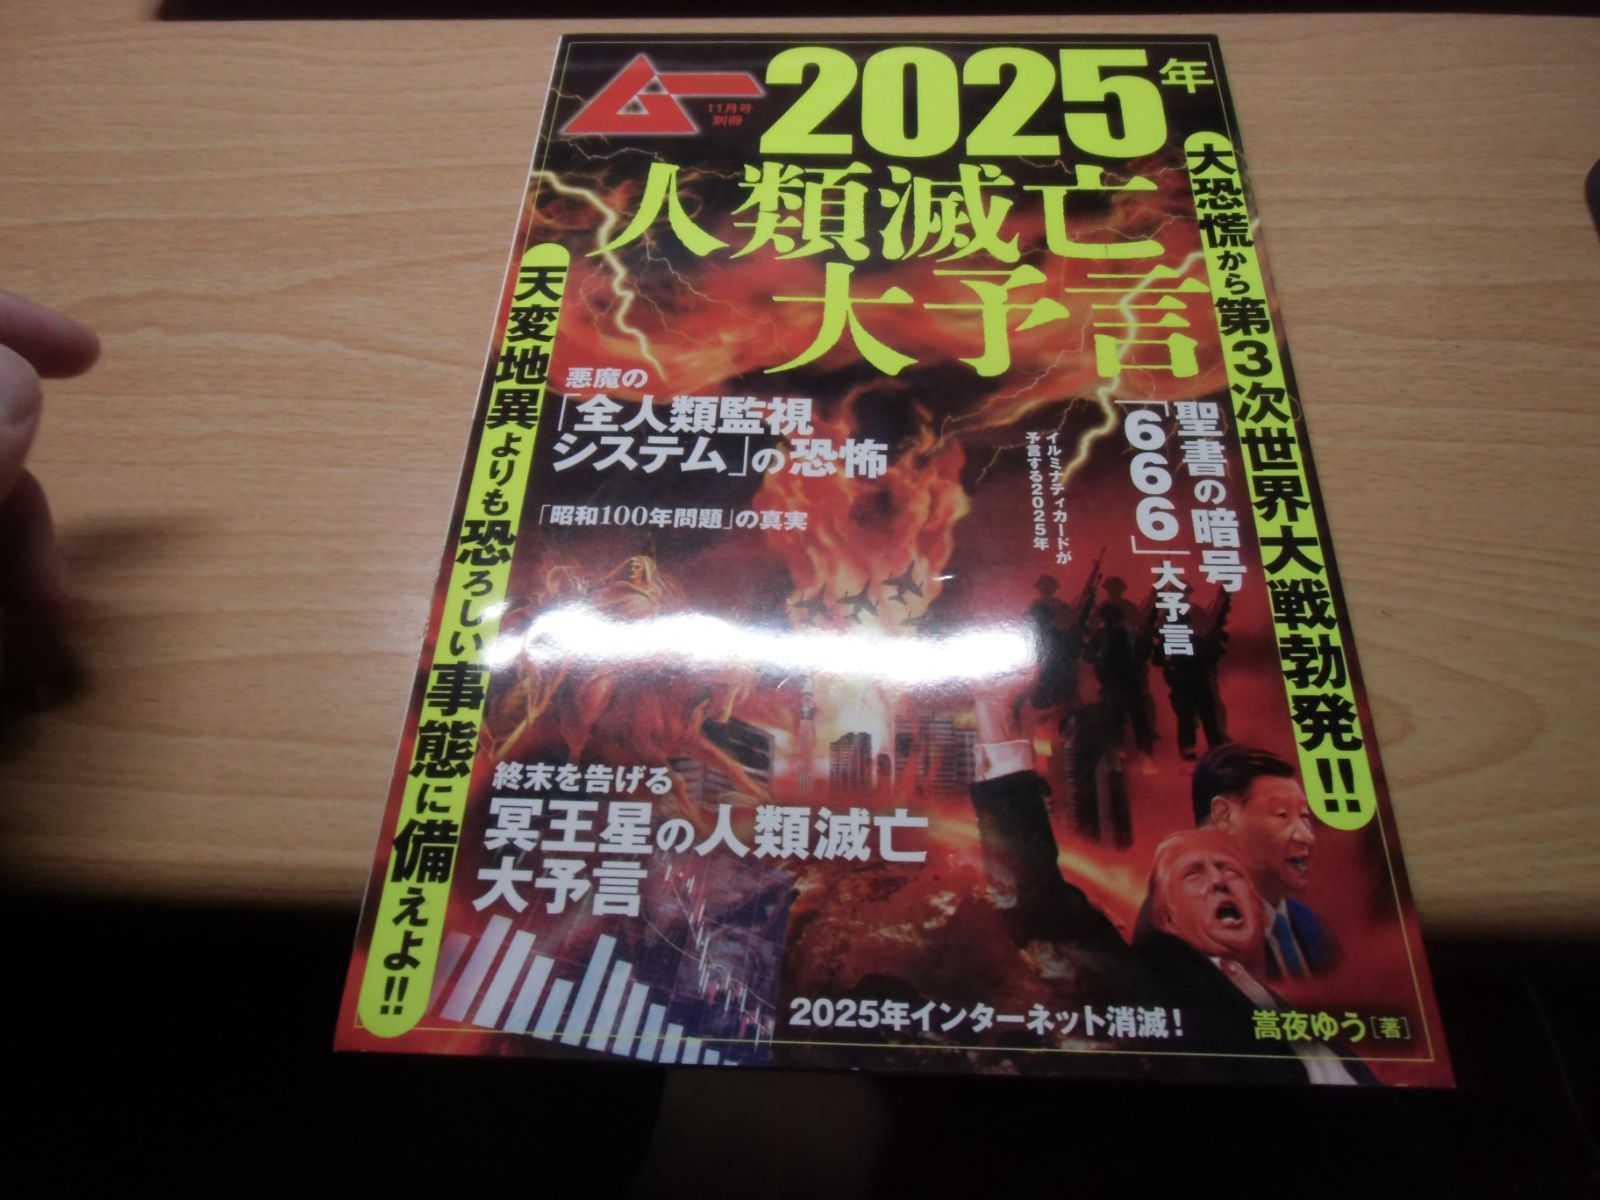 ムー
11月号
別冊
2025年
人類滅亡
大予言
大恐慌から第3次世界大戦勃発!!
天変地異よりも恐ろしい事態に備えよ!!
悪魔の
「全人類監視
システム」の恐怖
「昭和100年問題」の真実
聖書の暗号
「666」大予言
イルミナティカードが
予言する2025年
終末を告げる
冥王星の人類滅亡
大予言
2025年インターネット消滅!
嵩夜ゆう[著]